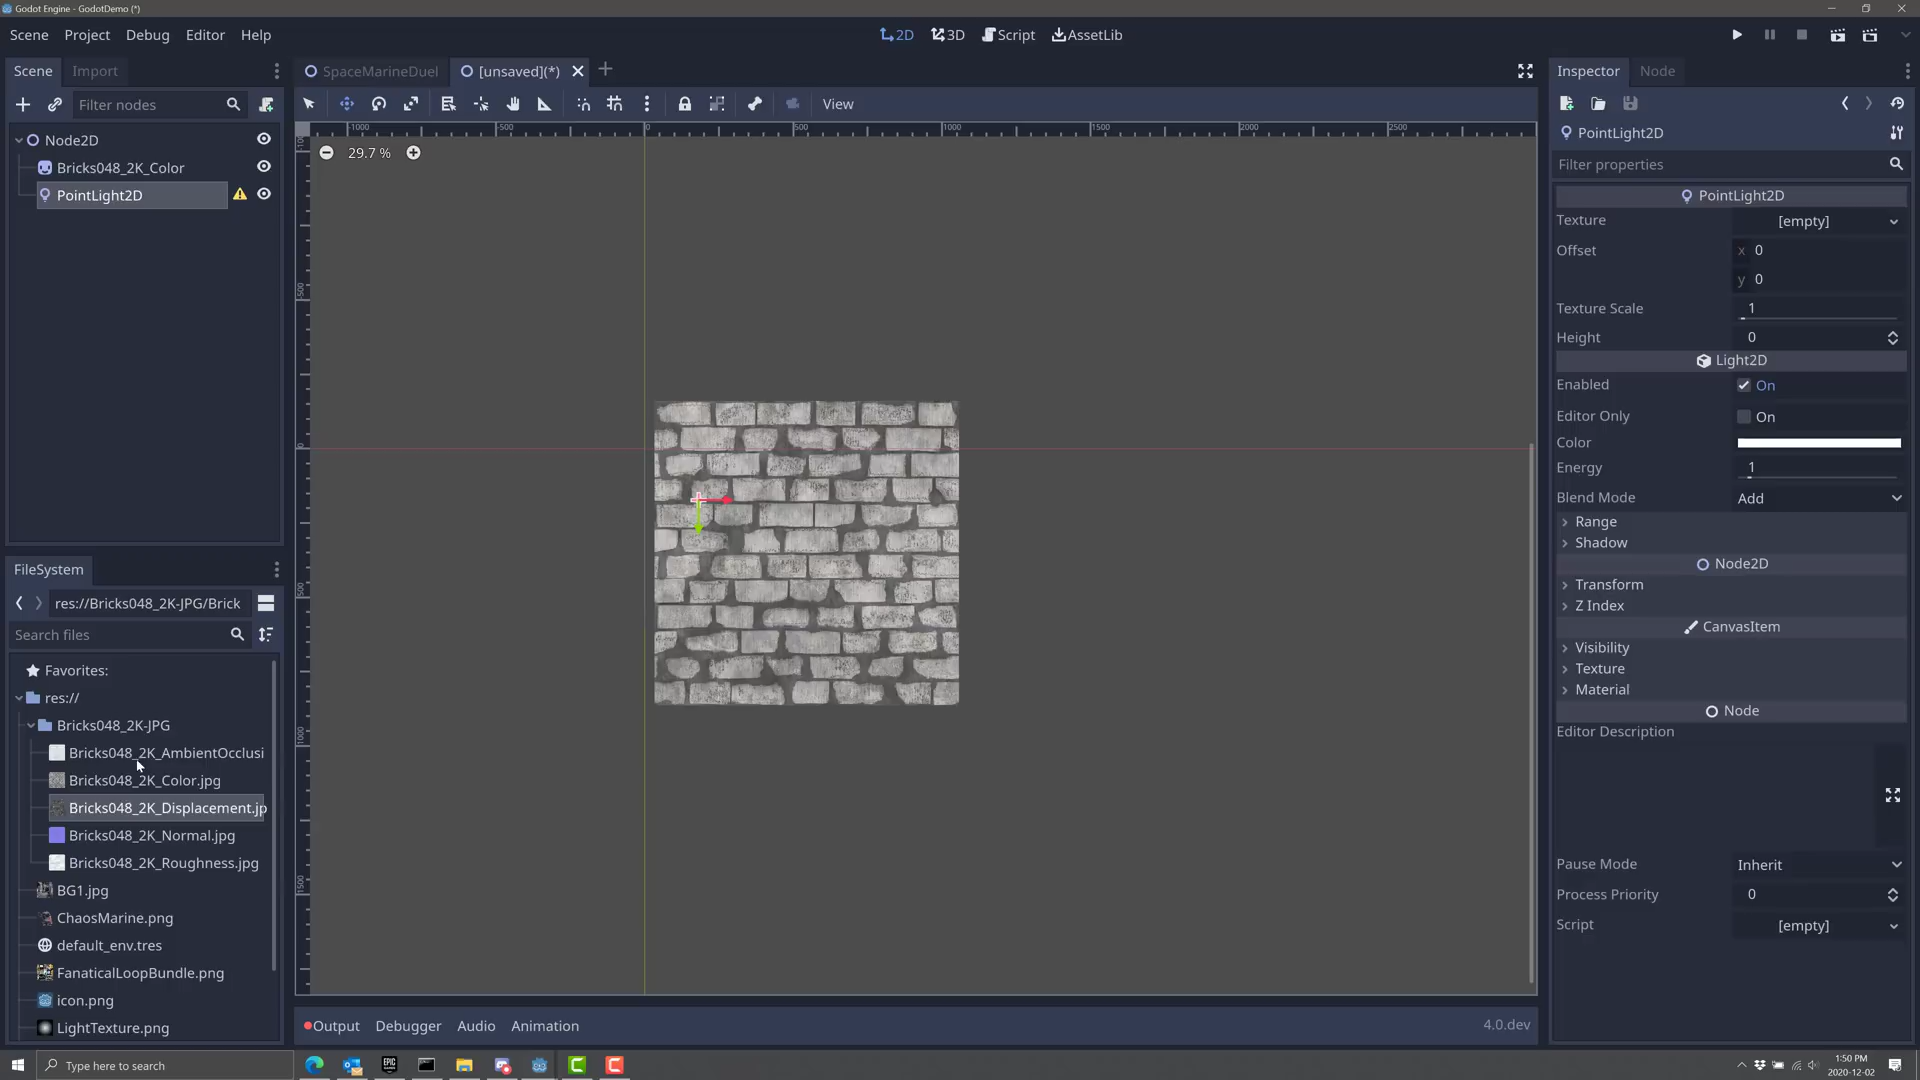 Godot Engine - GodotDemo (*)
Scene Project Debug Editor Help
2D 3D Script AssetLib
Scene Import
SpaceMarineDuel [unsaved](*)
Inspector Node
Filter nodes
View
Node2D
Bricks048_2K_Color
PointLight2D
-1000 -500 0 500 1000 1500 2000 2500
29.7 %
500
0
500
1000
1500
PointLight2D
Filter properties
PointLight2D
Texture [empty]
Offset x 0
y 0
Texture Scale 1
Height 0
Light2D
Enabled On
Editor Only On
Color
Energy 1
Blend Mode Add
Range
Shadow
Node2D
Transform
Z Index
CanvasItem
Visibility
Texture
Material
Node
Editor Description
Pause Mode Inherit
Process Priority 0
Script [empty]
FileSystem
res://Bricks048_2K-JPG/Brick
Search files
Favorites:
res://
Bricks048_2K-JPG
Bricks048_2K_AmbientOcclusi
Bricks048_2K_Color.jpg
Bricks048_2K_Displacement.jp
Bricks048_2K_Normal.jpg
Bricks048_2K_Roughness.jpg
BG1.jpg
ChaosMarine.png
default_env.tres
FanaticalLoopBundle.png
icon.png
LightTexture.png
Output Debugger Audio Animation
4.0.dev
Type here to search
EPIC
1:50 PM
2020-12-02